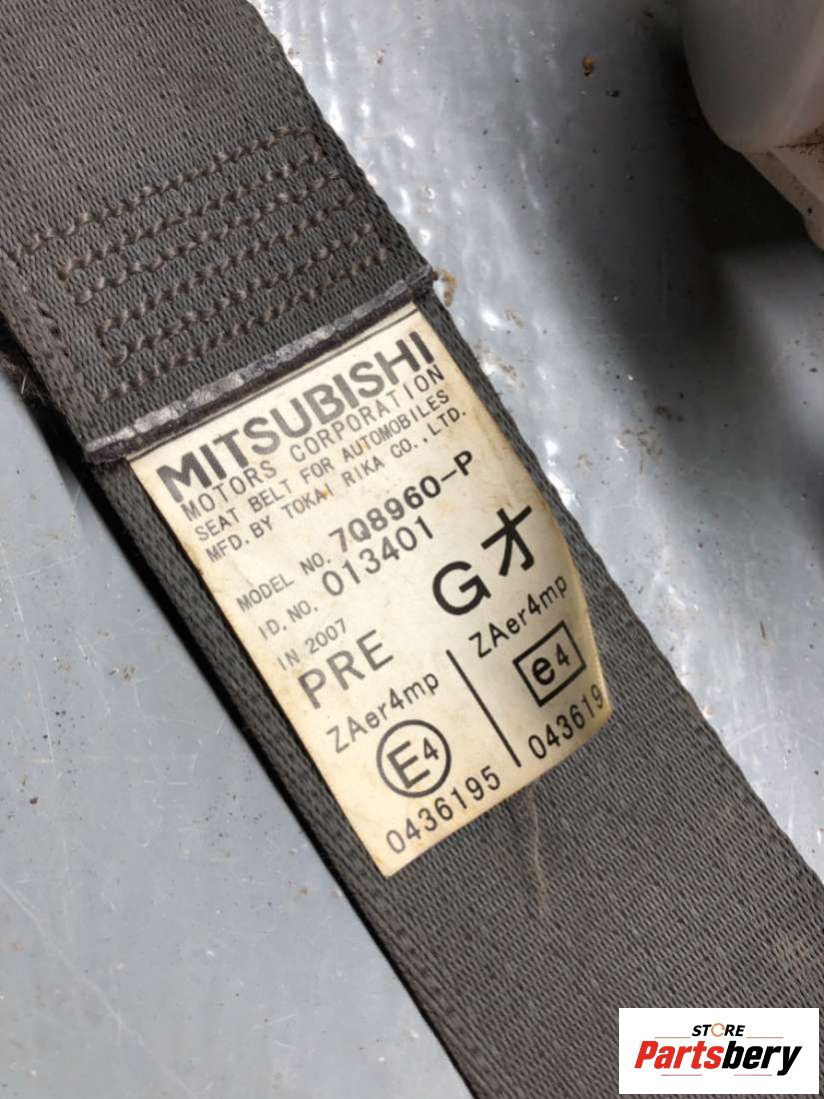 MITSUBISHI
MOTORS CORPORATION
SEAT BELT FOR AUTOMOBILES
MFD. BY TOKAI RIKA CO., LTD.
MODEL NO. 7Q8960-P
ID. NO. 013401
IN 2007
PRE Gオ
ZAer4mp ZAer4mp
E4 e4
0436195 043619
STORE
Partsbery